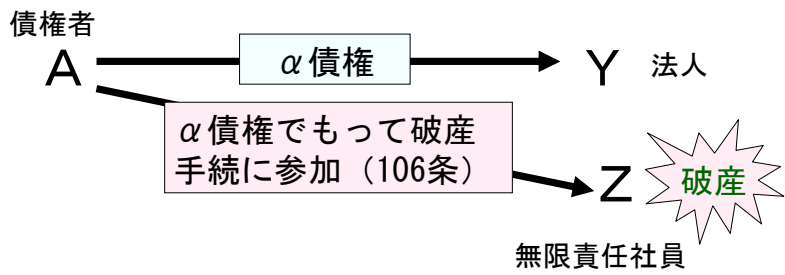 債権者
A
α債権
Y 法人
α債権でもって破産
手続に参加（106条）
Z
破産
無限責任社員